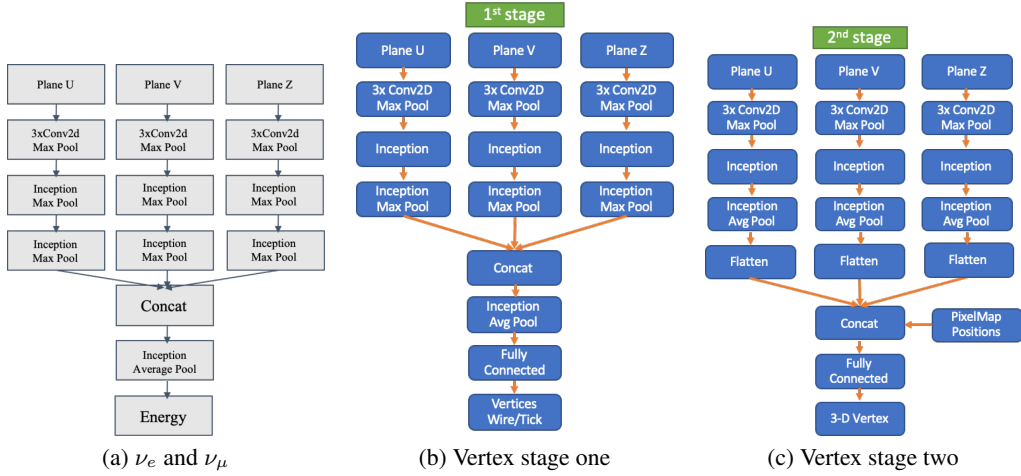 Plane U
Plane V
Plane Z
3xConv2d
Max Pool
3xConv2d
Max Pool
3xConv2d
Max Pool
Inception
Max Pool
Inception
Max Pool
Inception
Max Pool
Inception
Max Pool
Inception
Max Pool
Inception
Max Pool
Concat
Inception
Average Pool
Energy
(a) νe and νμ
1st stage
Plane U
Plane V
Plane Z
3x Conv2D
Max Pool
3x Conv2D
Max Pool
3x Conv2D
Max Pool
Inception
Inception
Inception
Inception
Max Pool
Inception
Max Pool
Inception
Max Pool
Concat
Inception
Avg Pool
Fully
Connected
Vertices
Wire/Tick
(b) Vertex stage one
2nd stage
Plane U
Plane V
Plane Z
3x Conv2D
Max Pool
3x Conv2D
Max Pool
3x Conv2D
Max Pool
Inception
Inception
Inception
Inception
Avg Pool
Inception
Avg Pool
Inception
Avg Pool
Flatten
Flatten
Flatten
Concat
PixelMap
Positions
Fully
Connected
3-D Vertex
(c) Vertex stage two